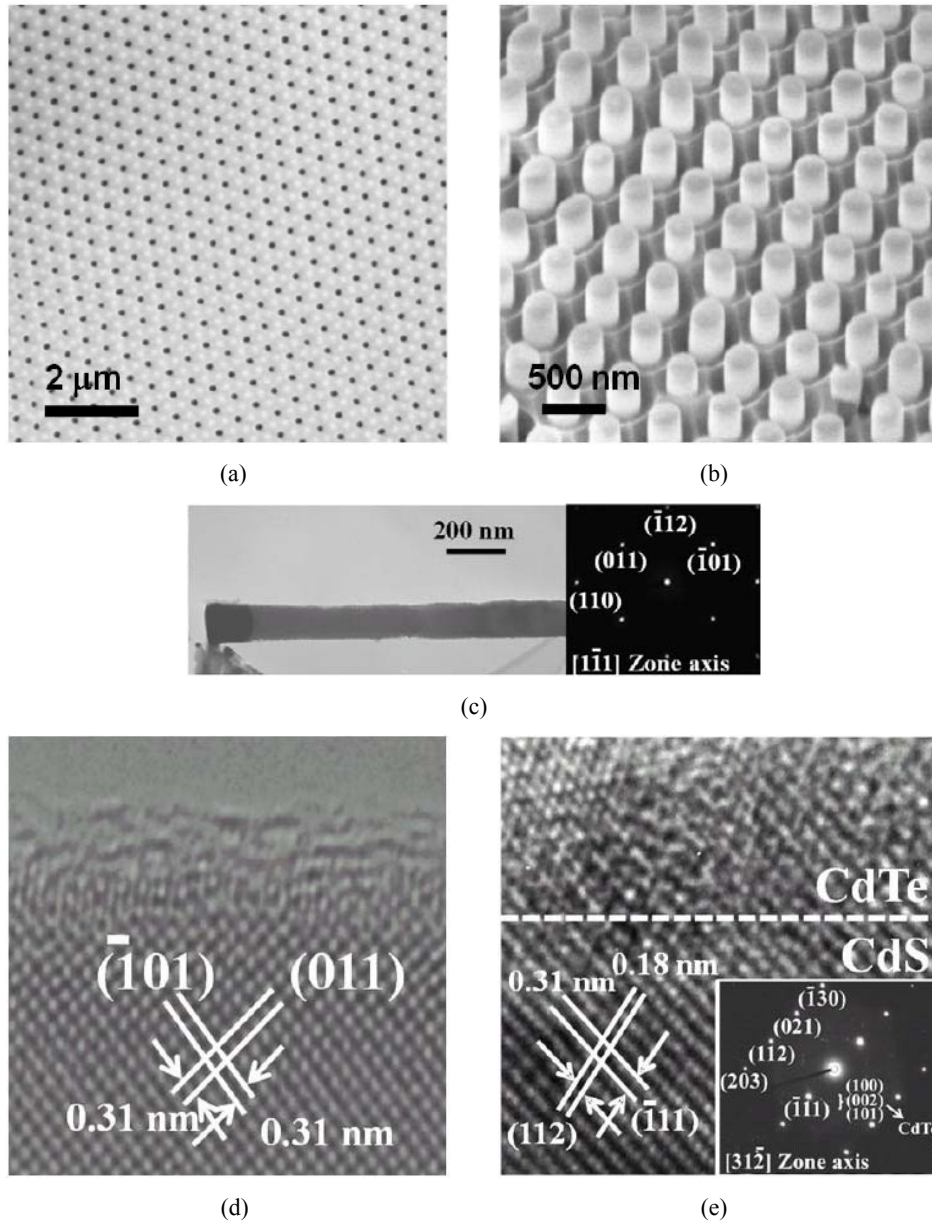 2 μm
500 nm
(a)
(b)
200 nm
(1̄12)
(011)
(1̄01)
(110)
[11̄1] Zone axis
(c)
(1̄01)
(011)
0.31 nm
0.31 nm
(d)
CdTe
CdS
0.31 nm
0.18 nm
(112)
(1̄11)
(1̄30)
(021)
(112)
(203)
(1̄11)
(100)
(002)
(101)
CdTe
[312̄] Zone axis
(e)